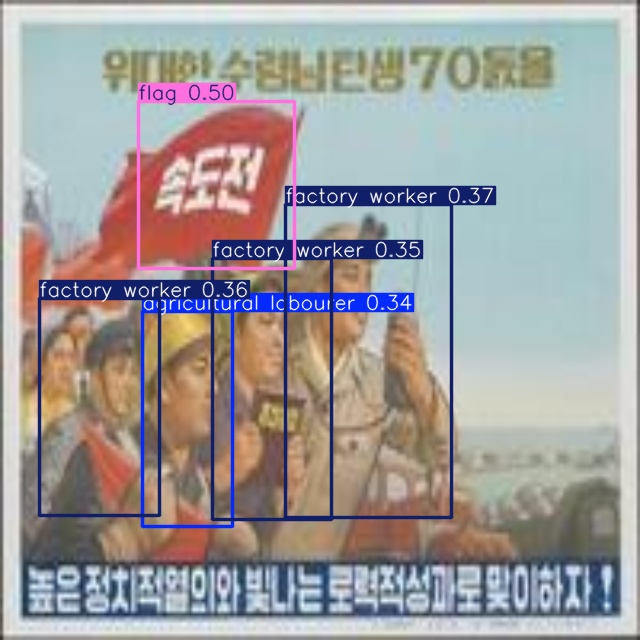 위대한 수령님 탄생 70돐을
flag 0.50
속도전
factory worker 0.37
factory worker 0.35
factory worker 0.36
agricultural labourer 0.34
높은 정치적열의와 빛나는 로력적성과로 맞이하자!